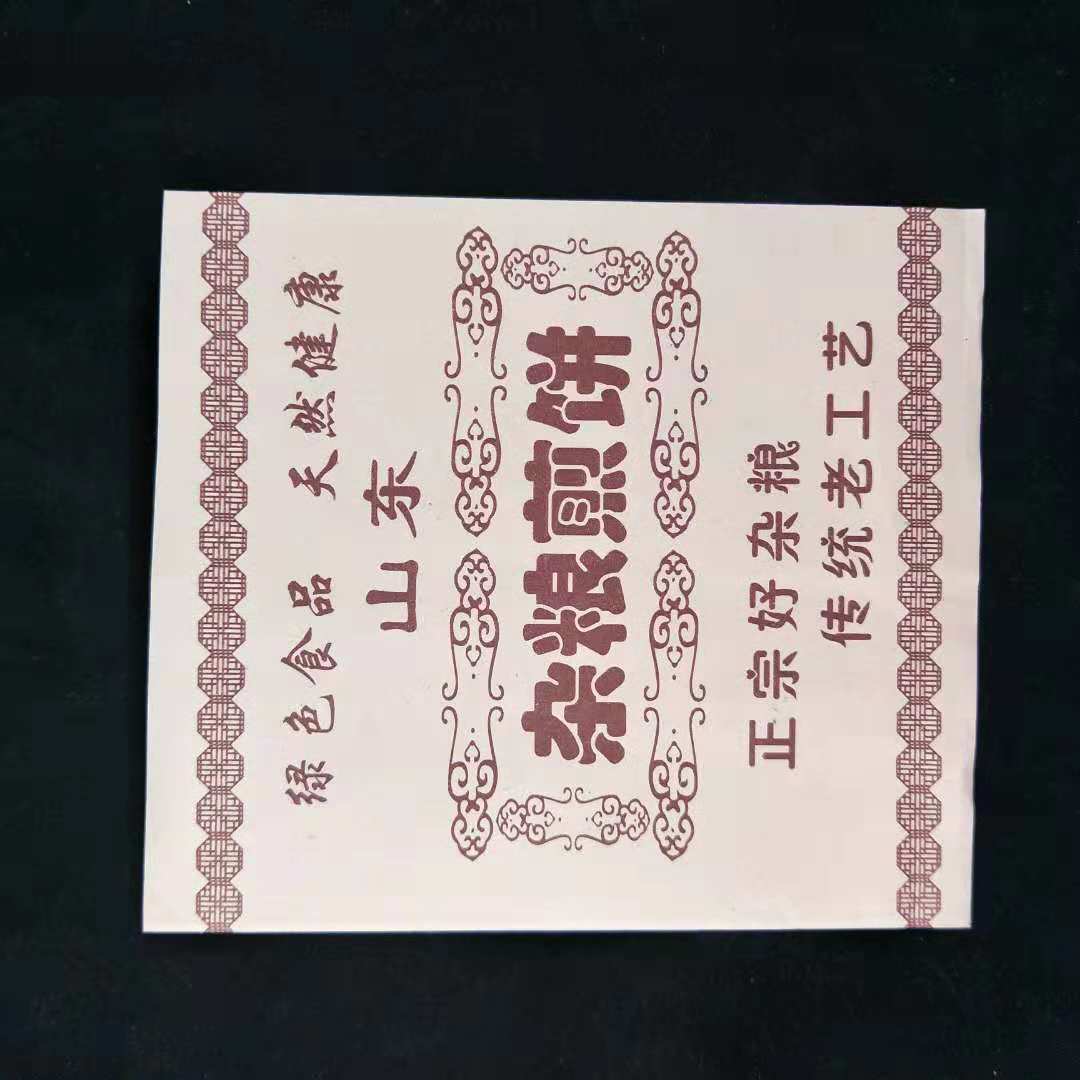 绿色食品 天然健康
山东
杂粮煎饼
正宗好杂粮
传统老工艺